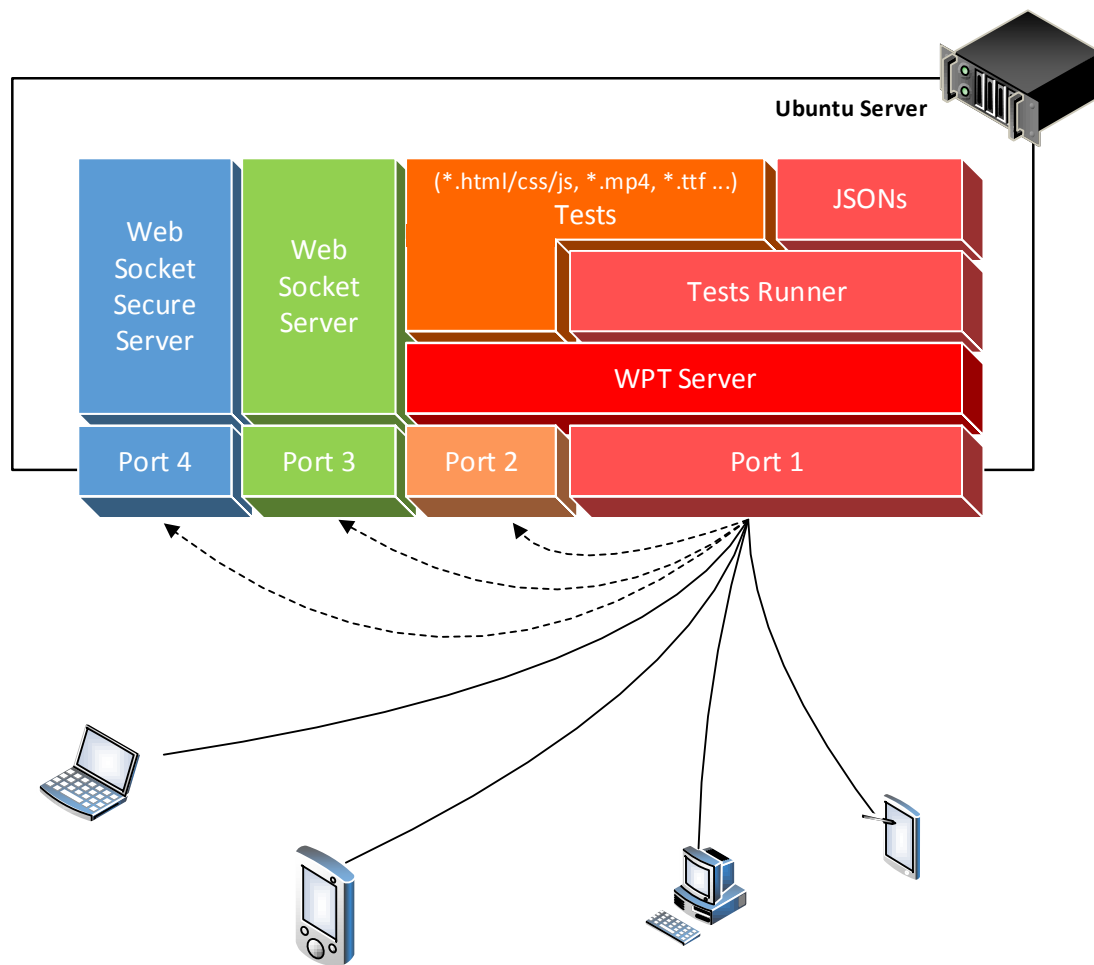 Ubuntu Server
Web
Socket
Secure
Server
Web
Socket
Server
(*.html/css/js, *.mp4, *.ttf ...)
Tests
JSONs
Tests Runner
WPT Server
Port 4
Port 3
Port 2
Port 1